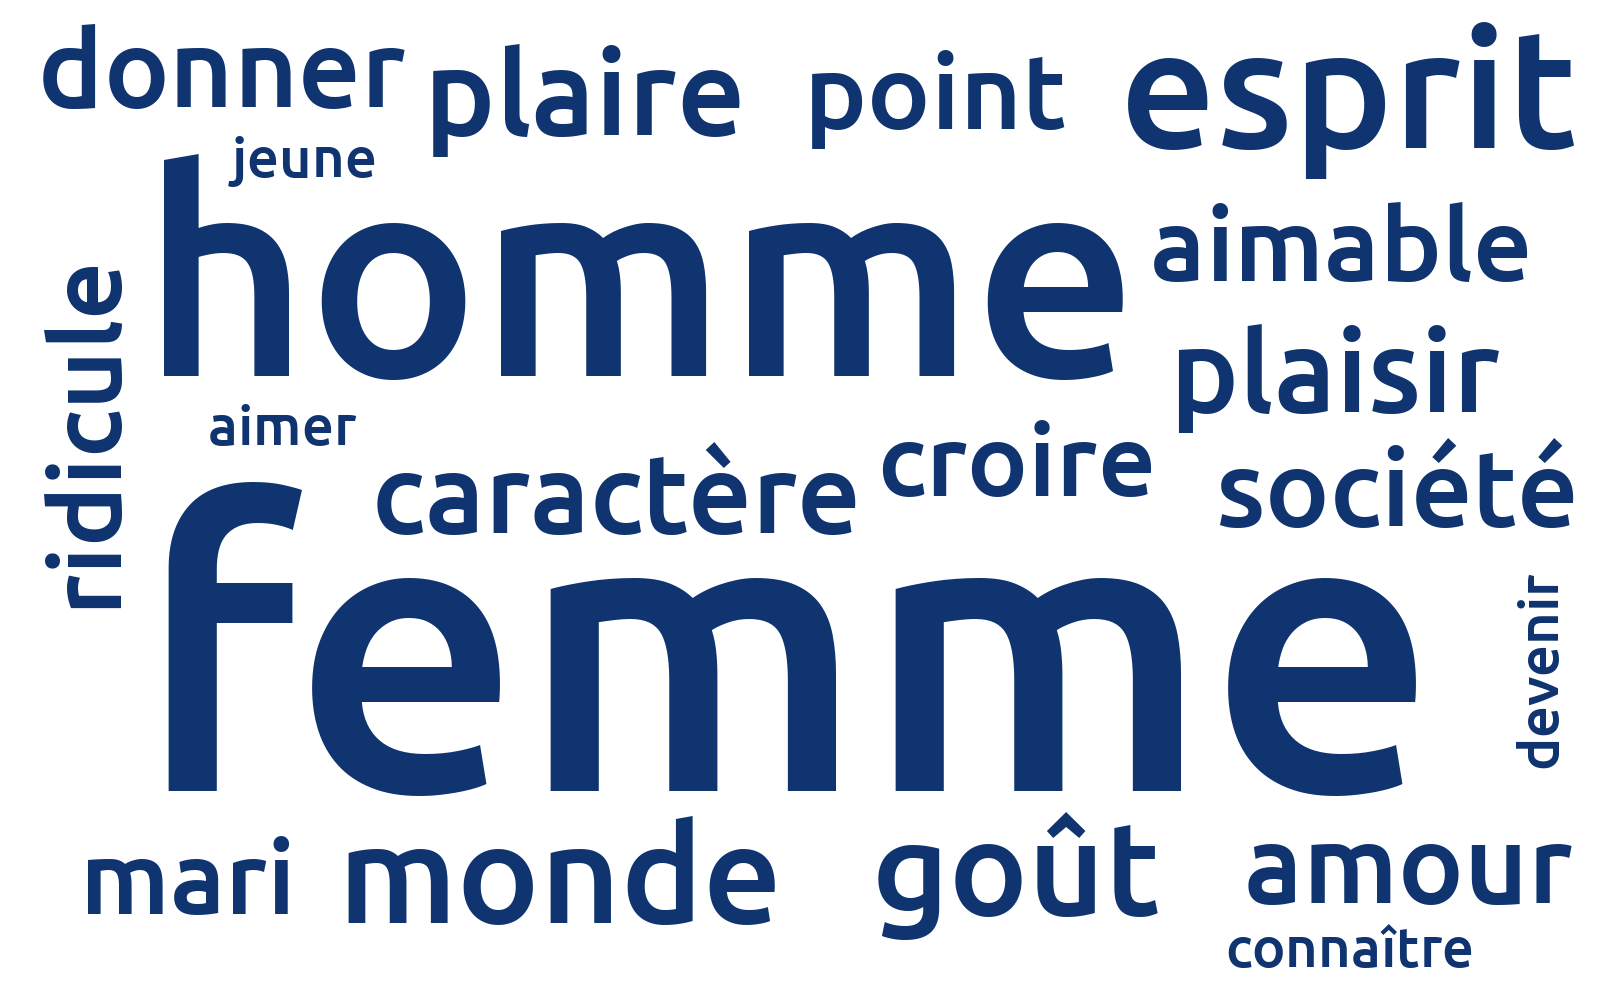 donner
plaire
point
esprit
jeune
homme
aimable
ridicule
plaisir
aimer
caractère
croire
société
femme
devenir
mari
monde
goût
amour
connaître